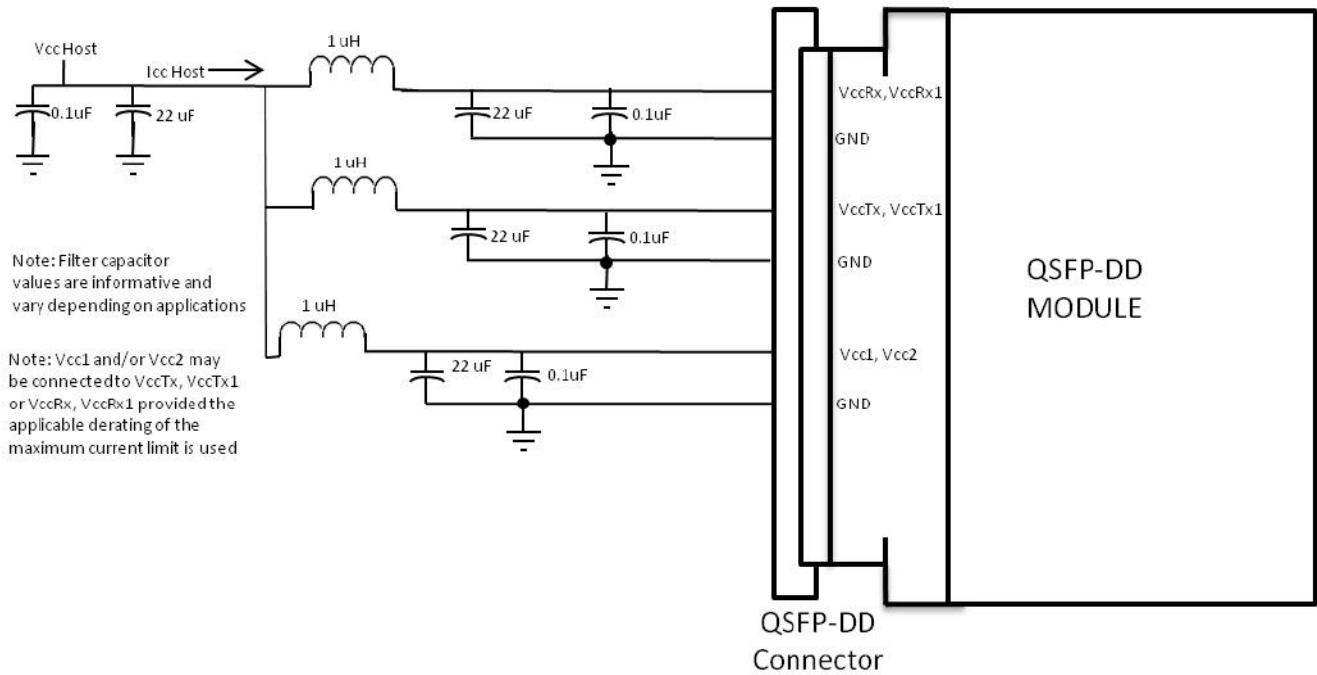 Vcc Host
Icc Host
1 uH
0.1uF
22 uF
22 uF
0.1uF
VccRx, VccRx1
GND
1 uH
22 uF
0.1uF
VccTx, VccTx1
GND
Note: Filter capacitor
values are informative and
vary depending on applications
1 uH
22 uF
0.1uF
Vcc1, Vcc2
GND
Note: Vcc1 and/or Vcc2 may
be connected to VccTx, VccTx1
or VccRx, VccRx1 provided the
applicable derating of the
maximum current limit is used
QSFP-DD
MODULE
QSFP-DD
Connector